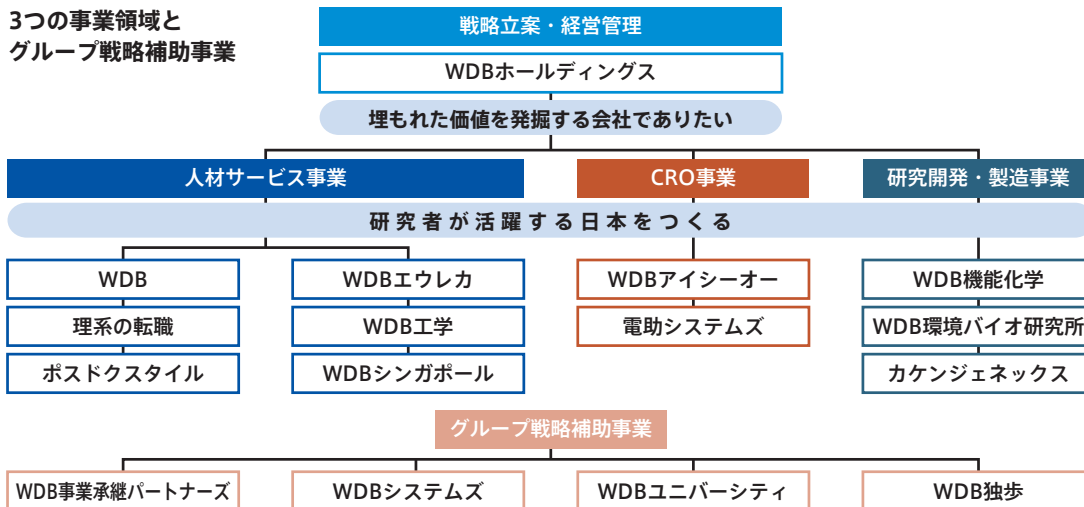 3つの事業領域と
グループ戦略補助事業
戦略立案・経営管理
WDBホールディングス
埋もれた価値を発掘する会社でありたい
人材サービス事業
CRO事業
研究開発・製造事業
研究者が活躍する日本をつくる
WDB
WDBエウレカ
WDBアイシーオー
WDB機能化学
理系の転職
WDB工学
電助システムズ
WDB環境バイオ研究所
ポスドクスタイル
WDBシンガポール
カケンジェネックス
グループ戦略補助事業
WDB事業承継パートナーズ
WDBシステムズ
WDBユニバーシティ
WDB独歩